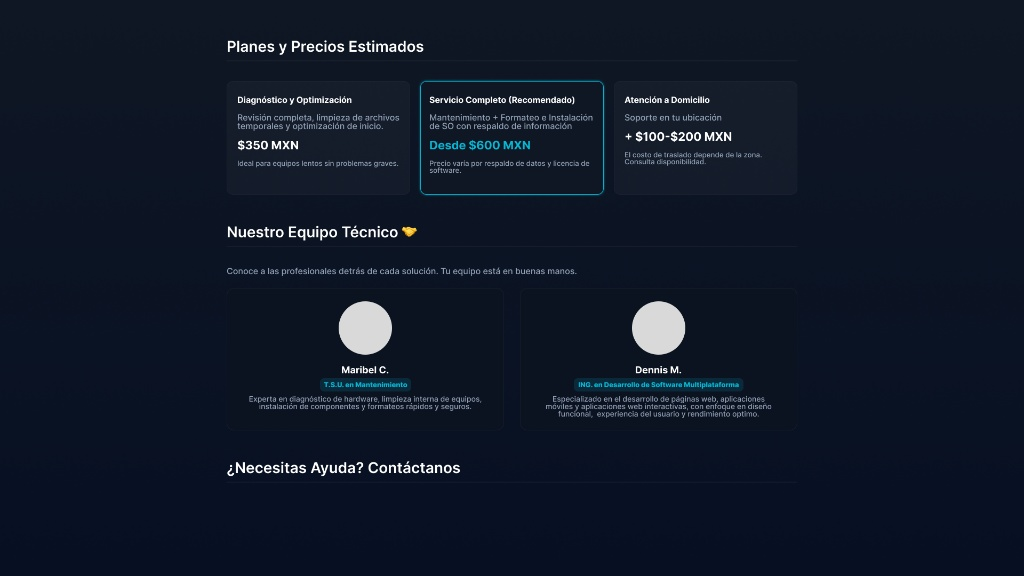 Planes y Precios Estimados
Diagnóstico y Optimización
Revisión completa, limpieza de archivos
temporales y optimización de inicio.
$350 MXN
Ideal para equipos lentos sin problemas graves.
Servicio Completo (Recomendado)
Mantenimiento + Formateo e Instalación
de SO con respaldo de información
Desde $600 MXN
Precio varía por respaldo de datos y licencia de
software.
Atención a Domicilio
Soporte en tu ubicación
+ $100-$200 MXN
El costo de traslado depende de la zona.
Consulta disponibilidad.
Nuestro Equipo Técnico 🤝
Conoce a las profesionales detrás de cada solución. Tu equipo está en buenas manos.
Maribel C.
T.S.U. en Mantenimiento
Experta en diagnóstico de hardware, limpieza interna de equipos,
instalación de componentes y formateos rápidos y seguros.
Dennis M.
ING. en Desarrollo de Software Multiplataforma
Especializado en el desarrollo de páginas web, aplicaciones
móviles y aplicaciones web interactivas, con enfoque en diseño
funcional, experiencia del usuario y rendimiento optimo.
¿Necesitas Ayuda? Contáctanos